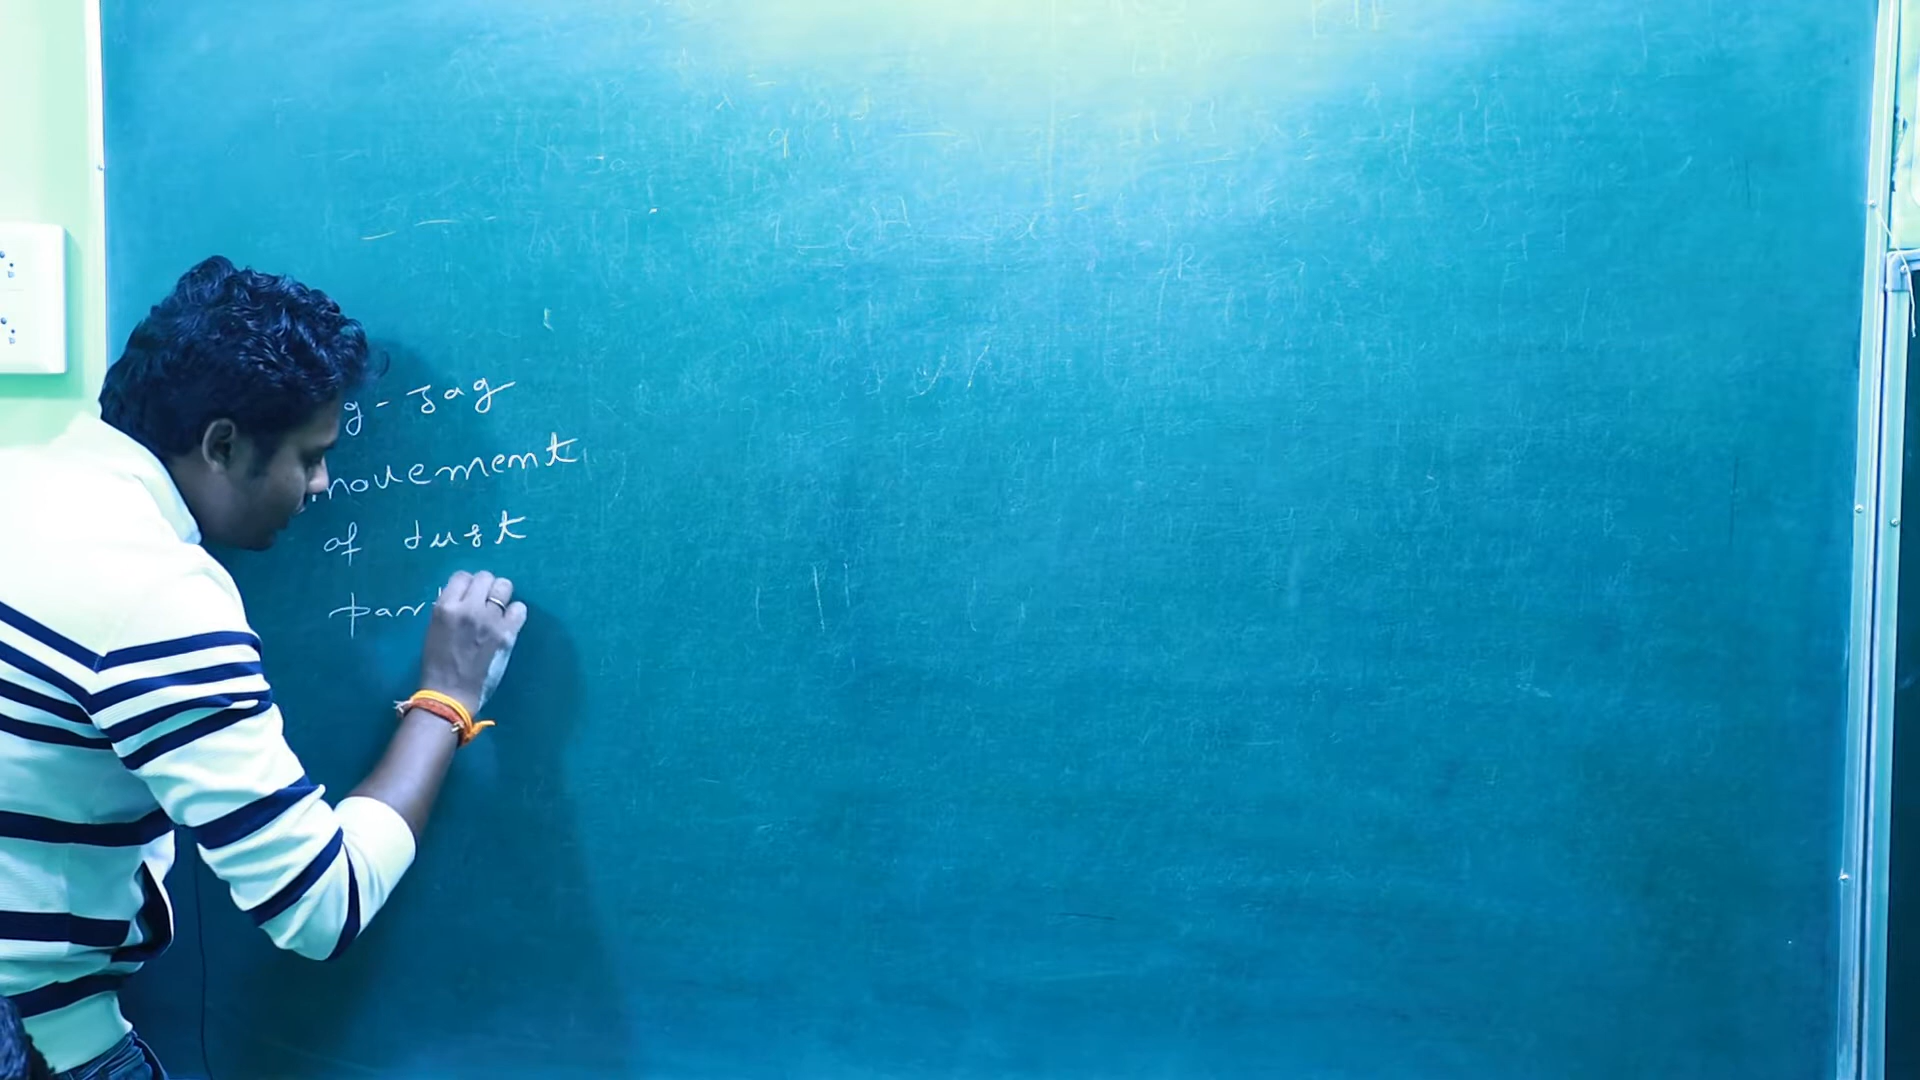 g-zag
movement
of dust
par